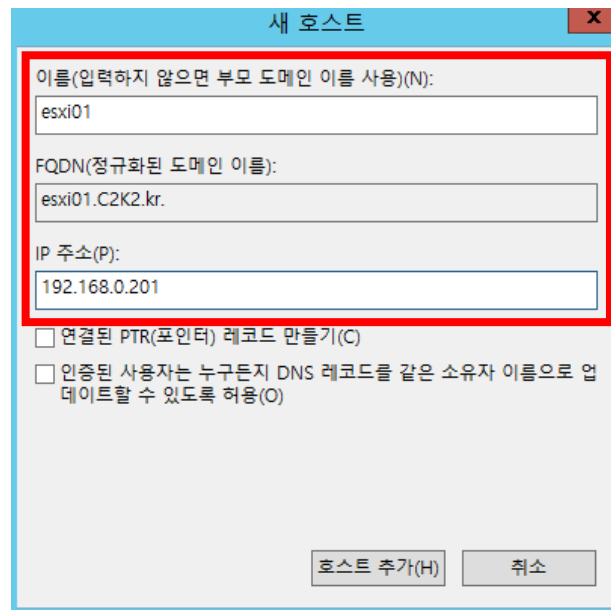 새 호스트
x
이름(입력하지 않으면 부모 도메인 이름 사용)(N):
esxi01
FQDN(정규화된 도메인 이름):
esxi01.C2K2.kr.
IP 주소(P):
192.168.0.201
연결된 PTR(포인터) 레코드 만들기(C)
인증된 사용자는 누구든지 DNS 레코드를 같은 소유자 이름으로 업
데이트할 수 있도록 허용(O)
호스트 추가(H)
취소